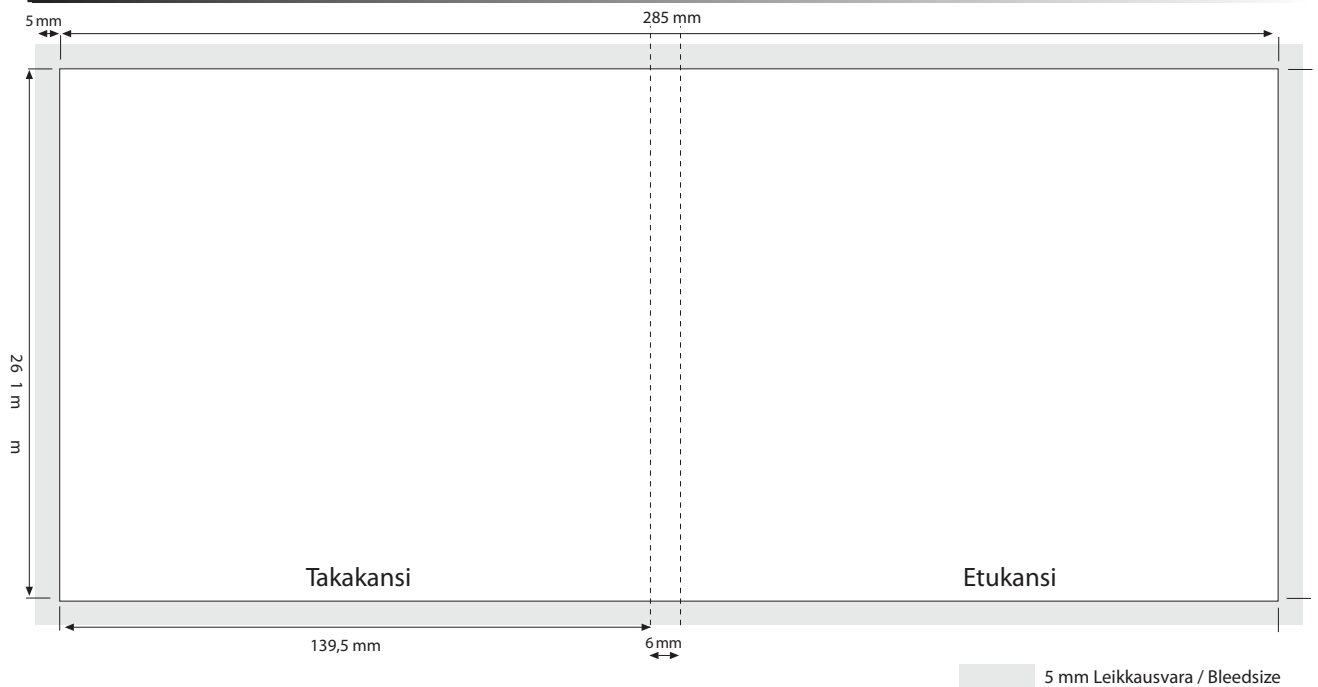 5 mm
285 mm
26 1 m m
Takakansi
Etukansi
139,5 mm
6 mm
5 mm Leikkausvara / Bleedsize